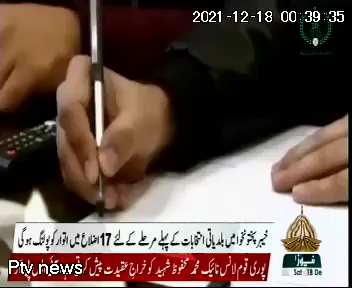 2021-12-18 00:39:35
خیبر پختونخوا میں بلدیاتی انتخابات کے پہلے مرحلے کے لئے 17 اضلاع میں اتوار کو پولنگ ہوگی
پوری قوم لانس نائیک محمد محفوظ شہید کو خراج عقیدت پیش کر
نیوز
Sat 18 De
Ptv news